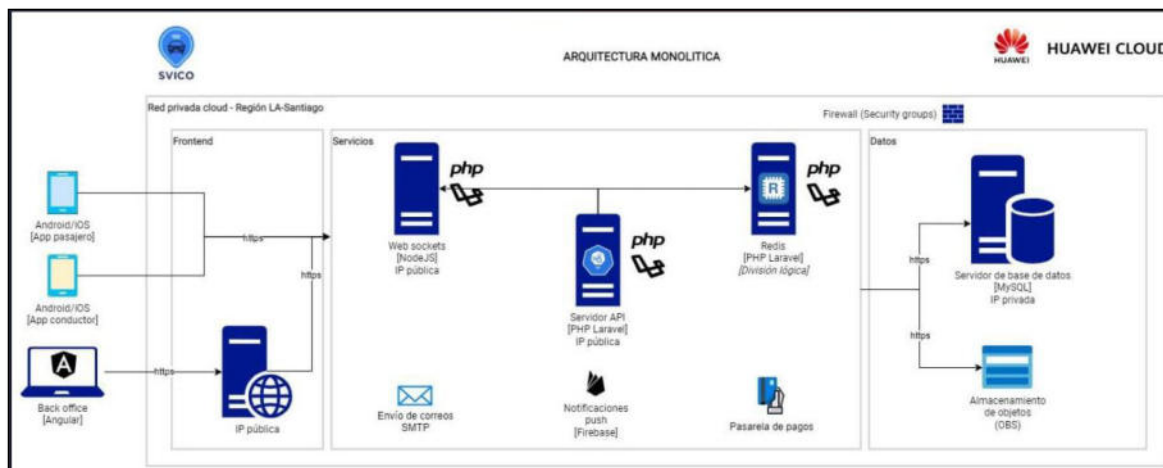 SVICO
ARQUITECTURA MONOLITICA
HUAWEI
HUAWEI CLOUD
Red privada cloud - Región LA-Santiago
Firewall (Security groups)
Frontend
Servicios
Datos
Android/iOS
[App pasajero]
Android/iOS
[App conductor]
Back office
[Angular]
https
https
https
IP pública
php
Web sockets
[NodeJS]
IP pública
php
Servidor API
[PHP Laravel]
IP pública
php
R
Redis
[PHP Laravel]
[División lógica]
Envío de correos
SMTP
Notificaciones
push
[Firebase]
Pasarela de pagos
https
https
Servidor de base de datos
[MySQL]
IP privada
Almacenamiento
de objetos
(OBS)
A